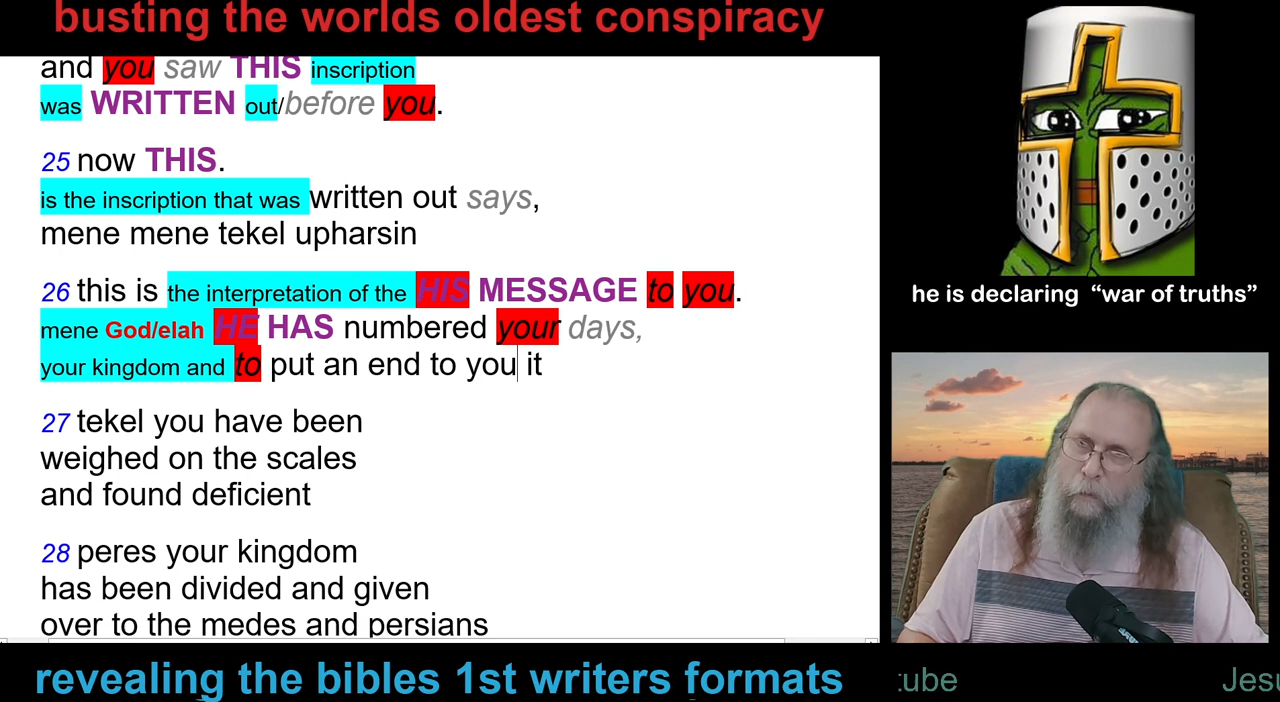 busting the worlds oldest conspiracy
and you saw THIS inscription
was WRITTEN out/before you.
25 now THIS.
is the inscription that was written out says,
mene mene tekel upharsin
26 this is the interpretation of the HIS MESSAGE to you.
mene God/elah HE HAS numbered your days,
your kingdom and to put an end to you it
27 tekel you have been
weighed on the scales
and found deficient
28 peres your kingdom
has been divided and given
over to the medes and persians
he is declaring “war of truths”
revealing the bibles 1st writers formats
tube Jesu